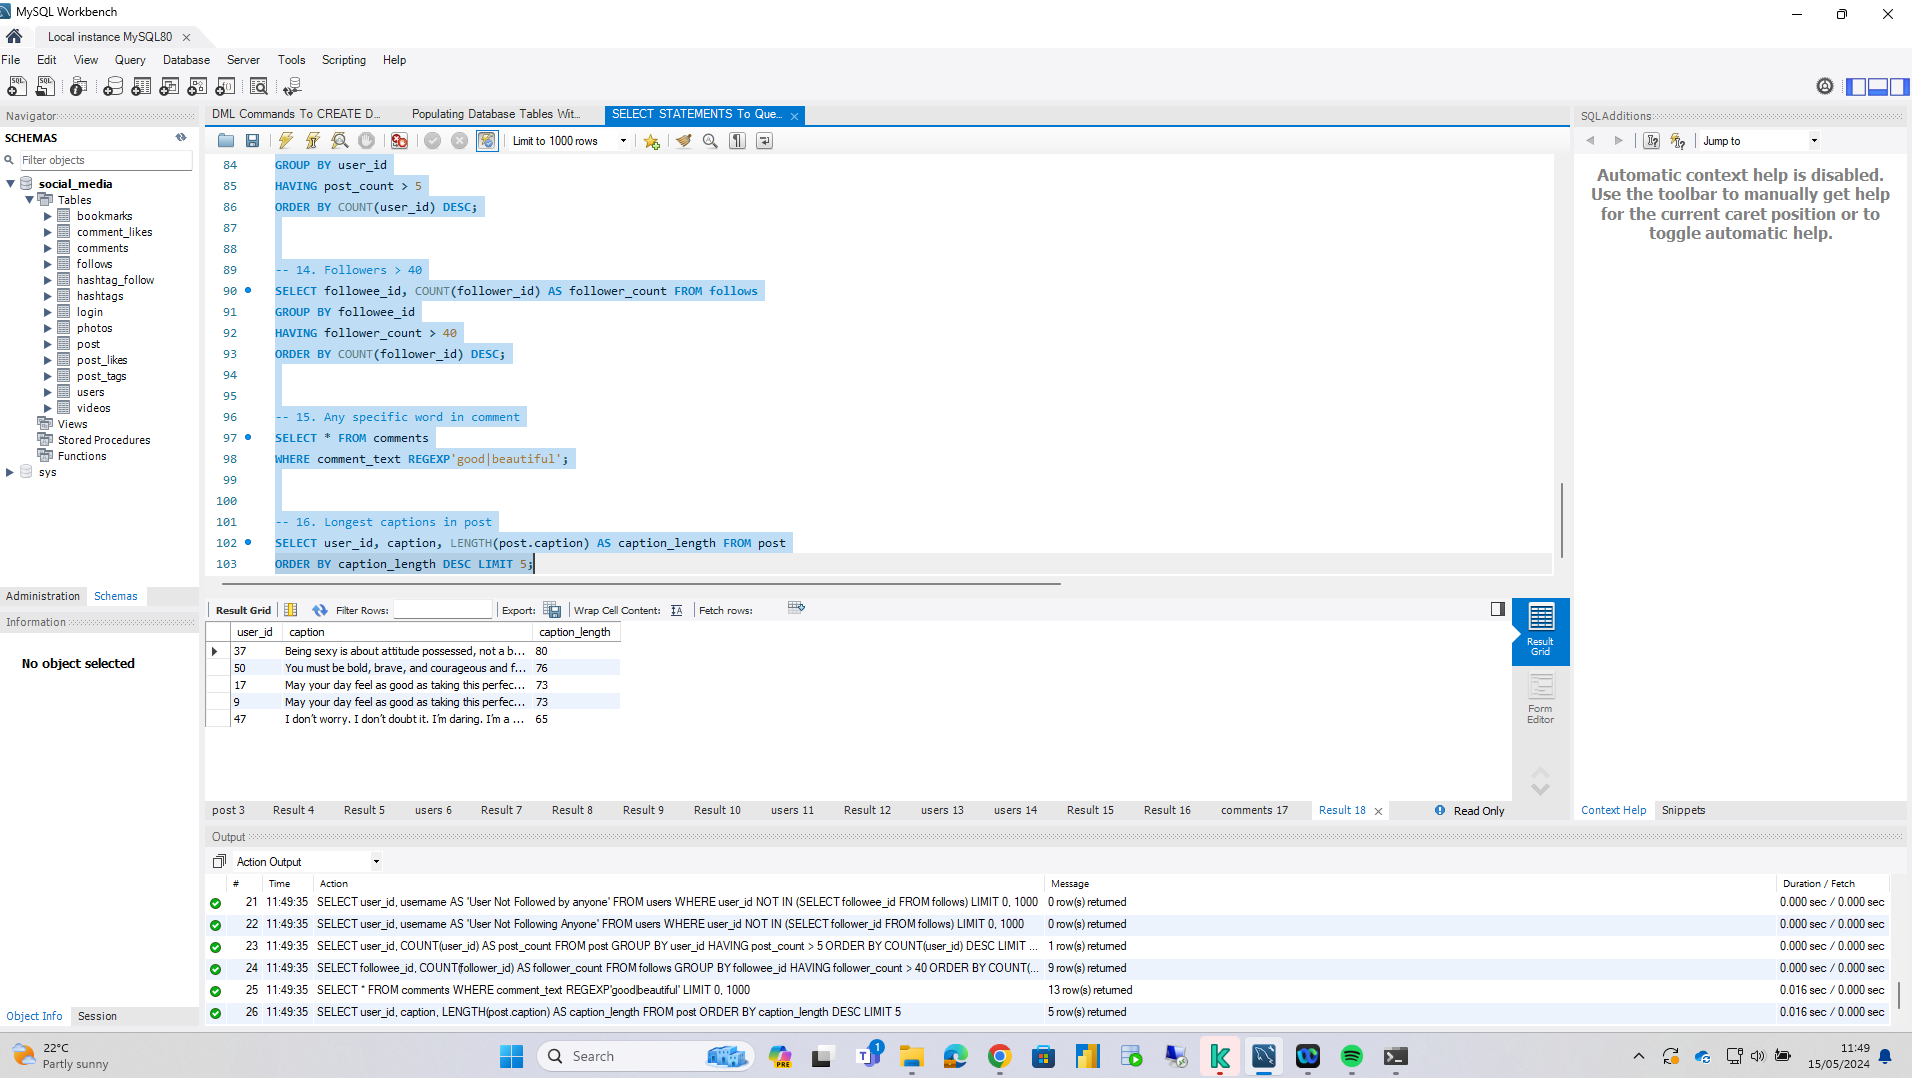 MySQL Workbench
Local instance MySQL80
File Edit View Query Database Server Tools Scripting Help
Navigator
SCHEMAS
Filter objects
social_media
Tables
bookmarks
comment_likes
comments
follows
hashtag_follow
hashtags
login
photos
post
post_likes
post_tags
users
videos
Views
Stored Procedures
Functions
sys
Administration Schemas
Information
No object selected
Object Info Session
DML Commands To CREATE D... Populating Database Tables Wit... SELECT STATEMENTS To Que...
Limit to 1000 rows
84 GROUP BY user_id
85 HAVING post_count > 5
86 ORDER BY COUNT(user_id) DESC;
87
88
89 -- 14. Followers > 40
90 SELECT followee_id, COUNT(follower_id) AS follower_count FROM follows
91 GROUP BY followee_id
92 HAVING follower_count > 40
93 ORDER BY COUNT(follower_id) DESC;
94
95
96 -- 15. Any specific word in comment
97 SELECT * FROM comments
98 WHERE comment_text REGEXP'good|beautiful';
99
100
101 -- 16. Longest captions in post
102 SELECT user_id, caption, LENGTH(post.caption) AS caption_length FROM post
103 ORDER BY caption_length DESC LIMIT 5;
Result Grid Filter Rows: Export: Wrap Cell Content: Fetch rows:
user_id caption caption_length
37 Being sexy is about attitude possessed, not a b... 80
50 You must be bold, brave, and courageous and f... 76
17 May your day feel as good as taking this perfec... 73
9 May your day feel as good as taking this perfec... 73
47 I don’t worry. I don’t doubt it. I’m daring. I’m a ... 65
Result Grid
Form Editor
post 3 Result 4 Result 5 users 6 Result 7 Result 8 Result 9 Result 10 users 11 Result 12 users 13 users 14 Result 15 Result 16 comments 17 Result 18 Read Only
Output
Action Output
# Time Action Message Duration / Fetch
21 11:49:35 SELECT user_id, username AS 'User Not Followed by anyone' FROM users WHERE user_id NOT IN (SELECT followee_id FROM follows) LIMIT 0, 1000 0 row(s) returned 0.000 sec / 0.000 sec
22 11:49:35 SELECT user_id, username AS 'User Not Following Anyone' FROM users WHERE user_id NOT IN (SELECT follower_id FROM follows) LIMIT 0, 1000 0 row(s) returned 0.000 sec / 0.000 sec
23 11:49:35 SELECT user_id, COUNT(user_id) AS post_count FROM post GROUP BY user_id HAVING post_count > 5 ORDER BY COUNT(user_id) DESC LIMIT ... 1 row(s) returned 0.000 sec / 0.000 sec
24 11:49:35 SELECT followee_id, COUNT(follower_id) AS follower_count FROM follows GROUP BY followee_id HAVING follower_count > 40 ORDER BY COUNT(... 9 row(s) returned 0.000 sec / 0.000 sec
25 11:49:35 SELECT * FROM comments WHERE comment_text REGEXP'good|beautiful' LIMIT 0, 1000 13 row(s) returned 0.016 sec / 0.000 sec
26 11:49:35 SELECT user_id, caption, LENGTH(post.caption) AS caption_length FROM post ORDER BY caption_length DESC LIMIT 5 5 row(s) returned 0.016 sec / 0.000 sec
SQLAdditions
Jump to
Automatic context help is disabled.
Use the toolbar to manually get help
for the current caret position or to
toggle automatic help.
Context Help Snippets
22°C
Partly sunny
Search
PRE
1
11:49
15/05/2024